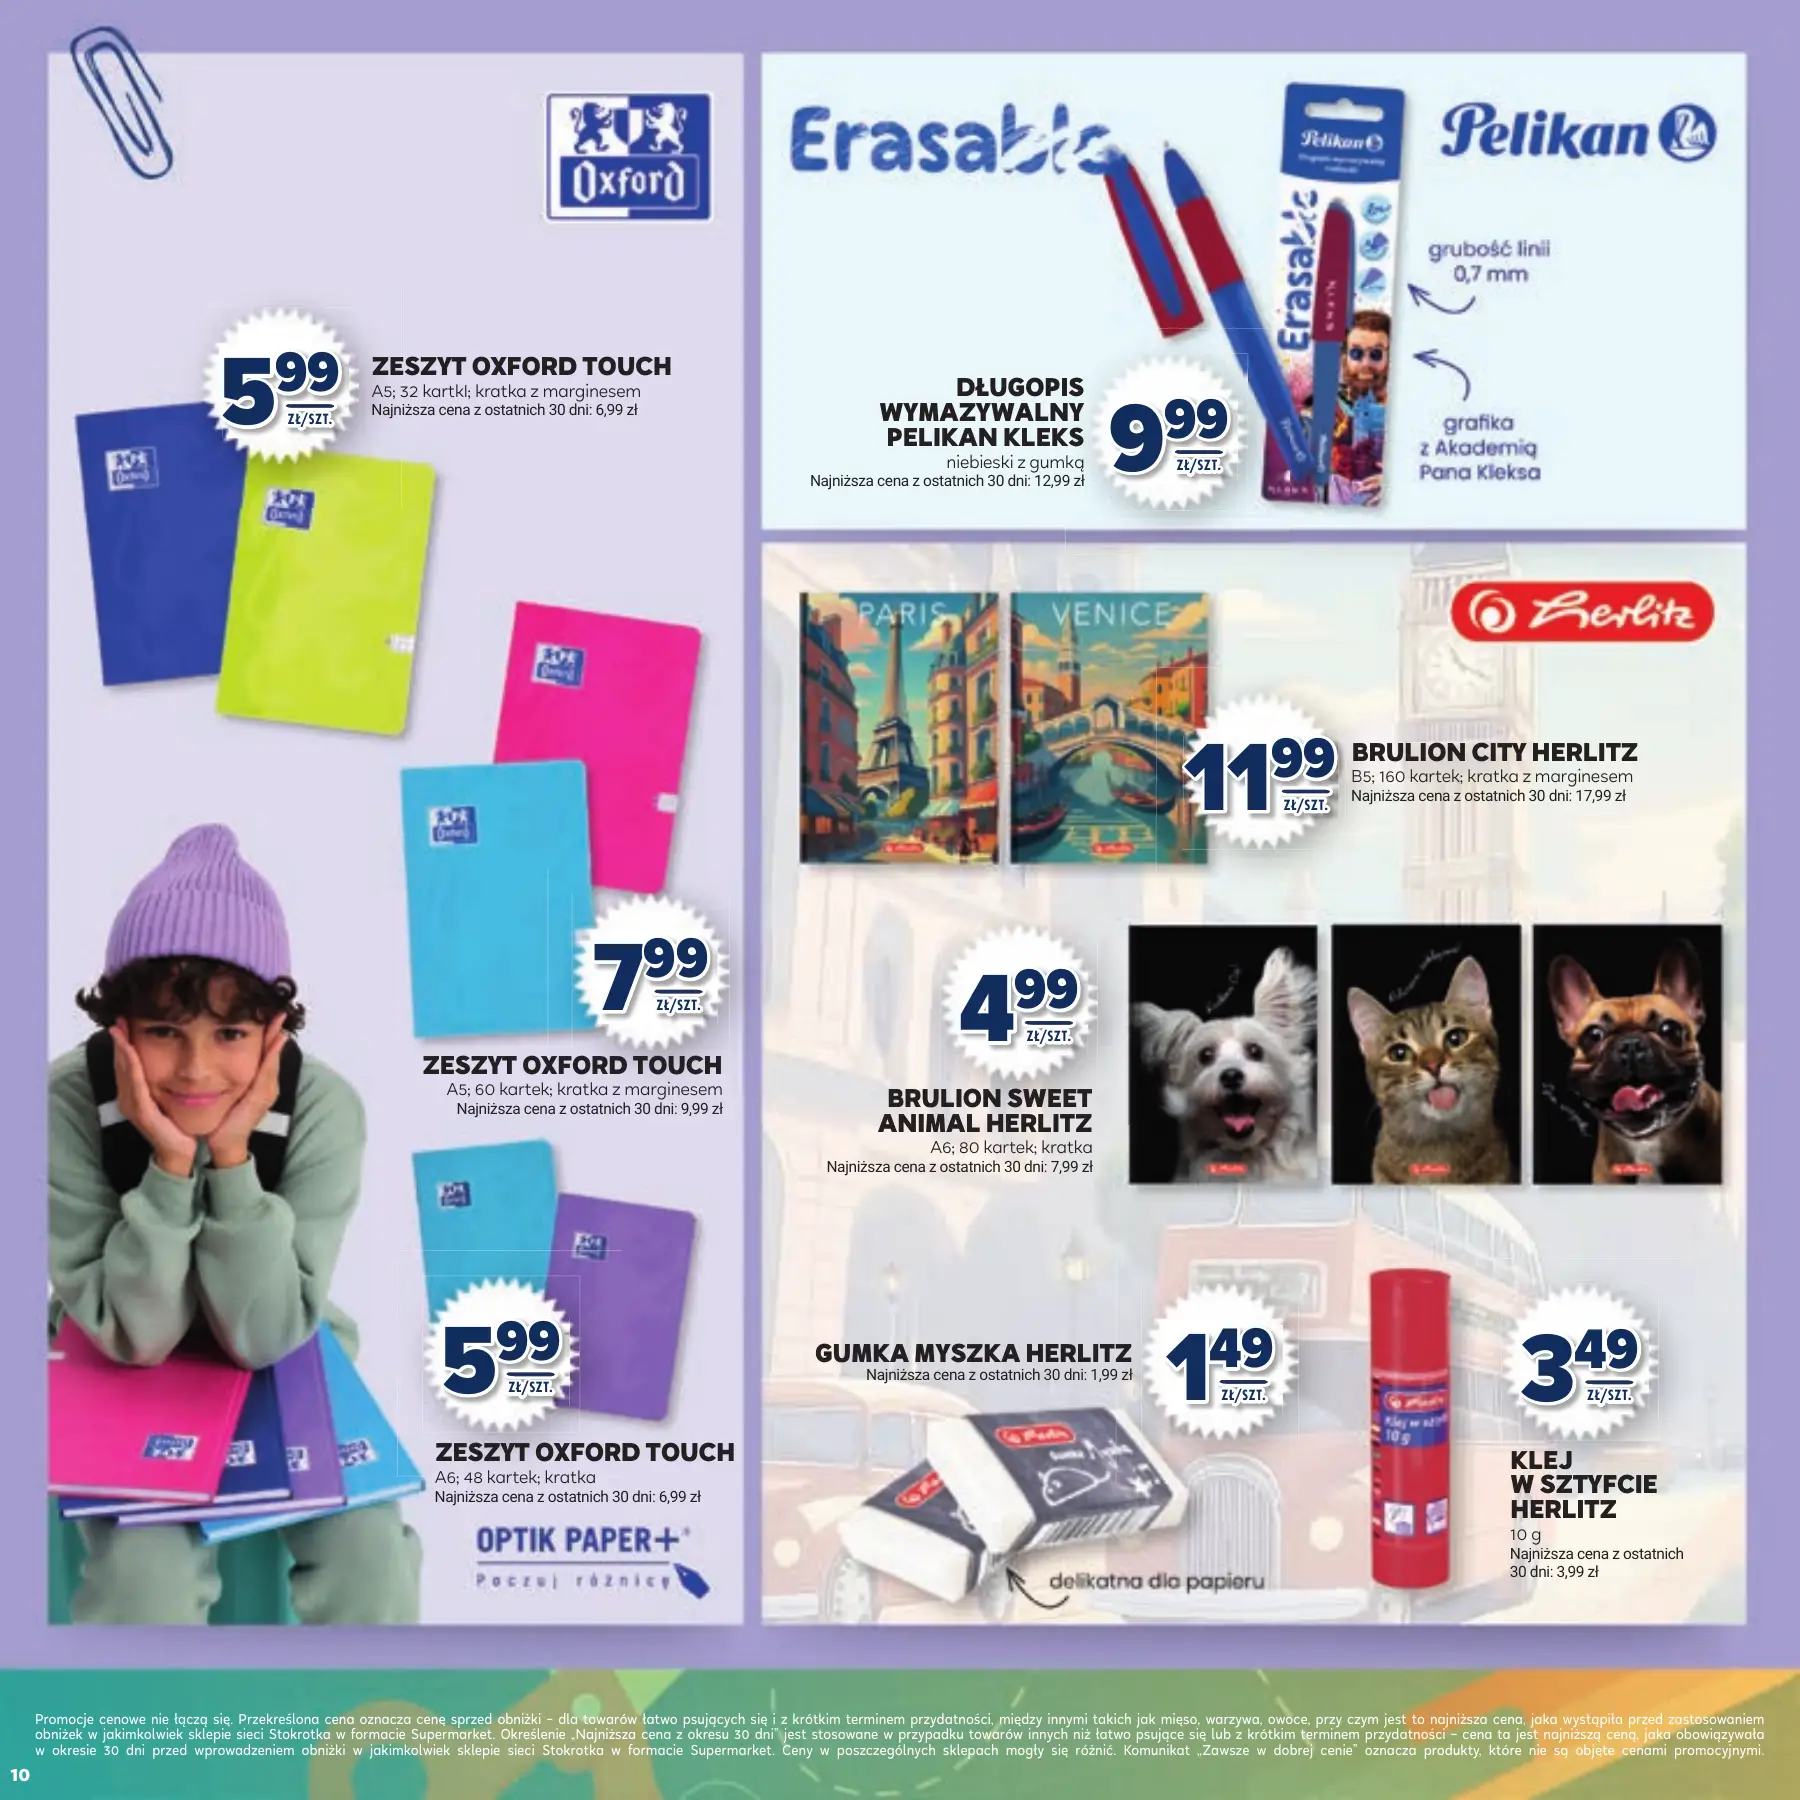 Oxford
5,99
ZŁ/SZT.
ZESZYT OXFORD TOUCH
A5; 32 kartkl; kratka z marginesem
Najniższa cena z ostatnich 30 dni: 6,99 zł
Oxford
Oxford
Oxford
Oxford
7,99
ZŁ/SZT.
ZESZYT OXFORD TOUCH
A5; 60 kartek; kratka z marginesem
Najniższa cena z ostatnich 30 dni: 9,99 zł
5,99
ZŁ/SZT.
ZESZYT OXFORD TOUCH
A6; 48 kartek; kratka
Najniższa cena z ostatnich 30 dni: 6,99 zł
OPTIK PAPER+®
Poczuj różnicę
Erasable
Pelikan
Pelikan
Erasable
KLEKS
grubość linii
0,7 mm
grafika
z Akademią
Pana Kleksa
DŁUGOPIS
WYMAZYWALNY
PELIKAN KLEKS
niebieski z gumką
Najniższa cena z ostatnich 30 dni: 12,99 zł
9,99
ZŁ/SZT.
Herlitz
PARIS
VENICE
11,99
ZŁ/SZT.
BRULION CITY HERLITZ
B5; 160 kartek; kratka z marginesem
Najniższa cena z ostatnich 30 dni: 17,99 zł
4,99
ZŁ/SZT.
BRULION SWEET
ANIMAL HERLITZ
A6; 80 kartek; kratka
Najniższa cena z ostatnich 30 dni: 7,99 zł
GUMKA MYSZKA HERLITZ
Najniższa cena z ostatnich 30 dni: 1,99 zł
1,49
ZŁ/SZT.
Herlitz
delikatna dla papieru
Klej w sztyfcie
10 g
3,49
ZŁ/SZT.
KLEJ
W SZTYFCIE
HERLITZ
10 g
Najniższa cena z ostatnich
30 dni: 3,99 zł
Promocje cenowe nie łączą się. Przekreślona cena oznacza cenę sprzed obniżki – dla towarów łatwo psujących się i z krótkim terminem przydatności, między innymi takich jak mięso, warzywa, owoce, przy czym jest to najniższa cena, jaka wystąpiła przed zastosowaniem
obniżek w jakimkolwiek sklepie sieci Stokrotka w formacie Supermarket. Określenie „Najniższa cena z okresu 30 dni” jest stosowane w przypadku towarów innych niż łatwo psujące się lub z krótkim terminem przydatności – cena ta jest najniższą ceną, jaka obowiązywała
w okresie 30 dni przed wprowadzeniem obniżki w jakimkolwiek sklepie sieci Stokrotka w formacie Supermarket. Ceny w poszczególnych sklepach mogły się różnić. Komunikat „Zawsze w dobrej cenie” oznacza produkty, które nie są objęte cenami promocyjnymi.
10